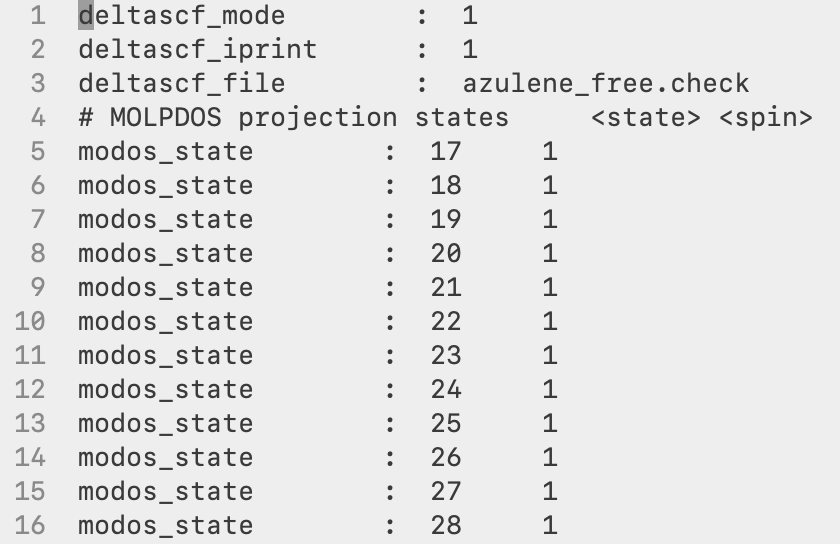 1 deltascf_mode : 1
2 deltascf_iprint : 1
3 deltascf_file : azulene_free.check
4 # MOLPDOS projection states <state> <spin>
5 modos_state : 17 1
6 modos_state : 18 1
7 modos_state : 19 1
8 modos_state : 20 1
9 modos_state : 21 1
10 modos_state : 22 1
11 modos_state : 23 1
12 modos_state : 24 1
13 modos_state : 25 1
14 modos_state : 26 1
15 modos_state : 27 1
16 modos_state : 28 1